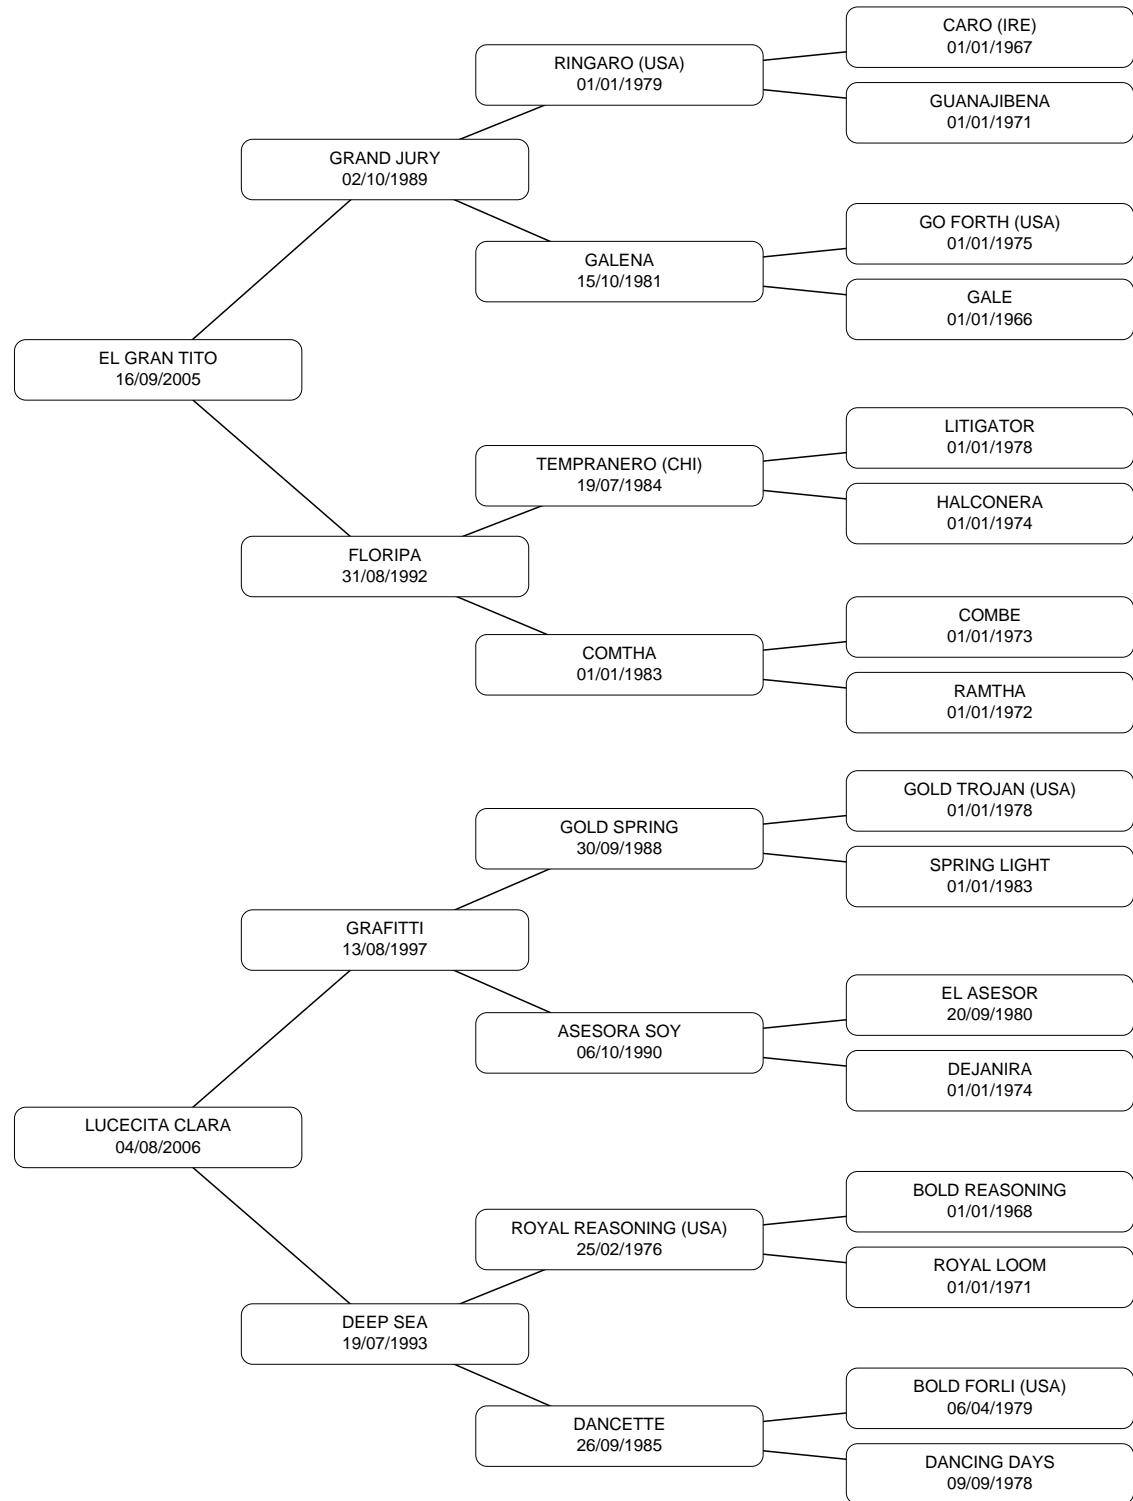 CARO (IRE)
01/01/1967
RINGARO (USA)
01/01/1979
GUANAJIBENA
01/01/1971
GRAND JURY
02/10/1989
GO FORTH (USA)
01/01/1975
GALENA
15/10/1981
GALE
01/01/1966
EL GRAN TITO
16/09/2005
LITIGATOR
01/01/1978
TEMPRANERO (CHI)
19/07/1984
HALCONERA
01/01/1974
FLORIPA
31/08/1992
COMBE
01/01/1973
COMTHA
01/01/1983
RAMTHA
01/01/1972
GOLD TROJAN (USA)
01/01/1978
GOLD SPRING
30/09/1988
SPRING LIGHT
01/01/1983
GRAFITTI
13/08/1997
EL ASESOR
20/09/1980
ASESORA SOY
06/10/1990
DEJANIRA
01/01/1974
LUCECITA CLARA
04/08/2006
BOLD REASONING
01/01/1968
ROYAL REASONING (USA)
25/02/1976
ROYAL LOOM
01/01/1971
DEEP SEA
19/07/1993
BOLD FORLI (USA)
06/04/1979
DANCETTE
26/09/1985
DANCING DAYS
09/09/1978